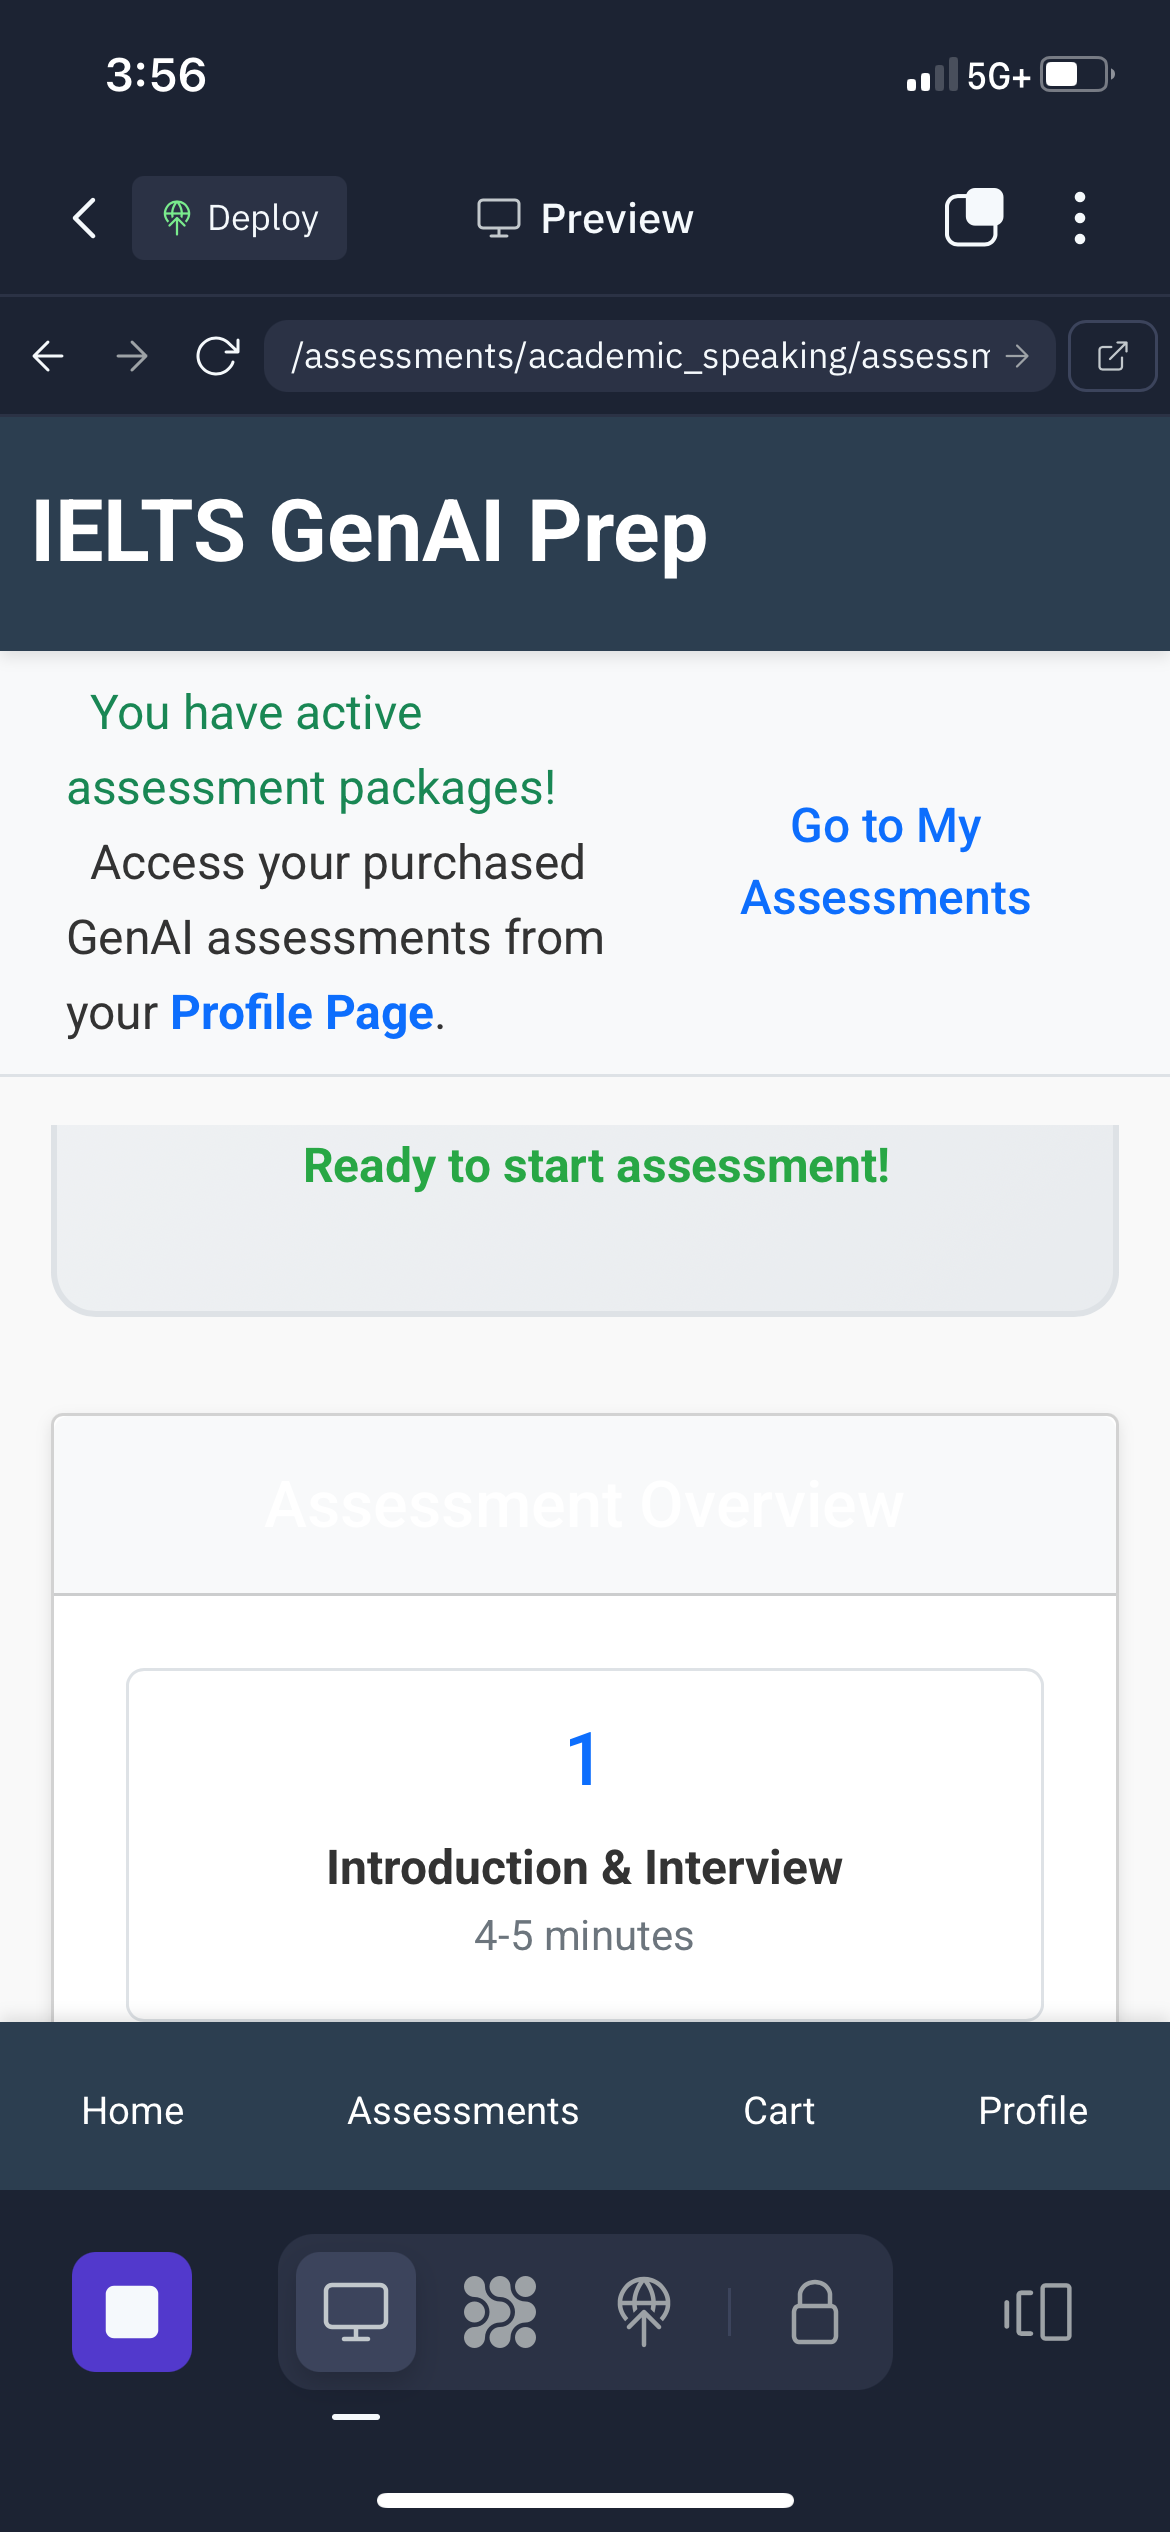 3:56
5G+
Deploy
Preview
/assessments/academic_speaking/assessm
IELTS GenAI Prep
You have active
assessment packages!
Access your purchased
GenAI assessments from
your Profile Page.
Go to My
Assessments
Ready to start assessment!
Assessment Overview
1
Introduction & Interview
4-5 minutes
Home
Assessments
Cart
Profile